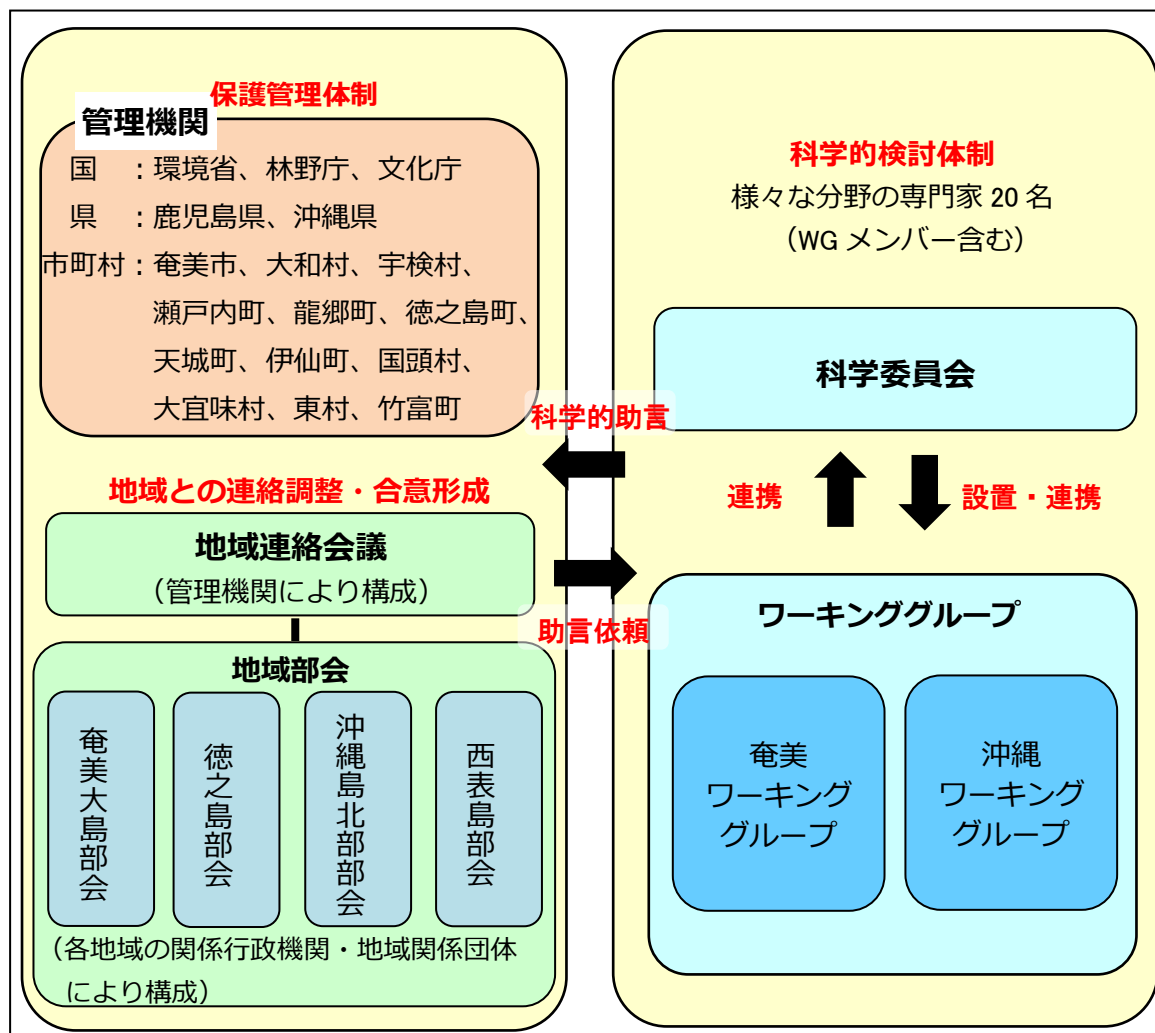 保護管理体制
管理機関
国 :環境省、林野庁、文化庁
県 :鹿児島県、沖縄県
市町村:奄美市、大和村、宇検村、
瀬戸内町、龍郷町、徳之島町、
天城町、伊仙町、国頭村、
大宜味村、東村、竹富町
地域との連絡調整・合意形成
地域連絡会議
(管理機関により構成)
地域部会
奄美大島部会
徳之島部会
沖縄島北部部会
西表島部会
(各地域の関係行政機関・地域関係団体
により構成)
科学的助言
助言依頼
科学的検討体制
様々な分野の専門家 20 名
(WG メンバー含む)
科学委員会
連携
設置・連携
ワーキンググループ
奄美
ワーキング
グループ
沖縄
ワーキング
グループ